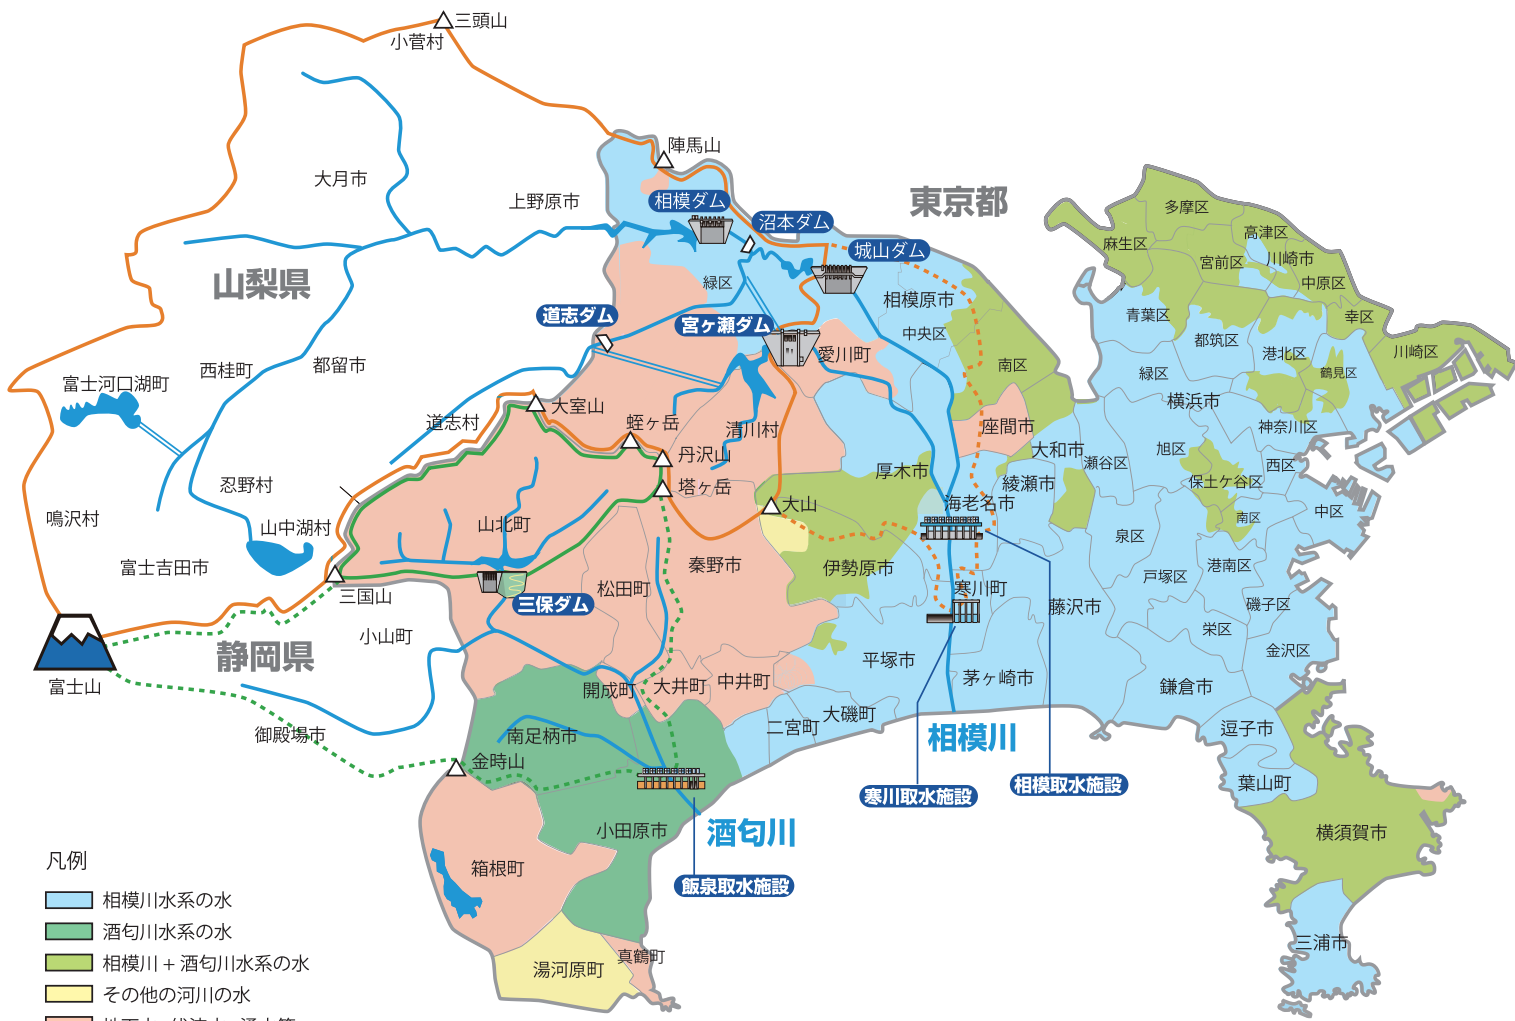 三頭山
小菅村
陣馬山
大月市
上野原市
相模ダム
沼本ダム
城山ダム
東京都
山梨県
多摩区
麻生区
高津区
宮前区
川崎市
中原区
幸区
川崎区
緑区
相模原市
中央区
南区
青葉区
都筑区
港北区
鶴見区
緑区
横浜市
神奈川区
道志ダム
宮ヶ瀬ダム
愛川町
都留市
西桂町
富士河口湖町
道志村
大室山
蛭ヶ岳
丹沢山
塔ヶ岳
清川村
座間市
大和市
瀬谷区
旭区
西区
保土ケ谷区
南区
中区
厚木市
綾瀬市
海老名市
大山
忍野村
鳴沢村
山中湖村
富士吉田市
山北町
秦野市
松田町
伊勢原市
泉区
戸塚区
港南区
磯子区
栄区
金沢区
三国山
三保ダム
小山町
静岡県
富士山
寒川町
藤沢市
平塚市
茅ヶ崎市
鎌倉市
開成町
大井町
中井町
大磯町
二宮町
逗子市
葉山町
横須賀市
三浦市
御殿場市
南足柄市
金時山
相模川
寒川取水施設
相模取水施設
酒匂川
小田原市
箱根町
飯泉取水施設
真鶴町
湯河原町
凡例
相模川水系の水
酒匂川水系の水
相模川+酒匂川水系の水
その他の河川の水